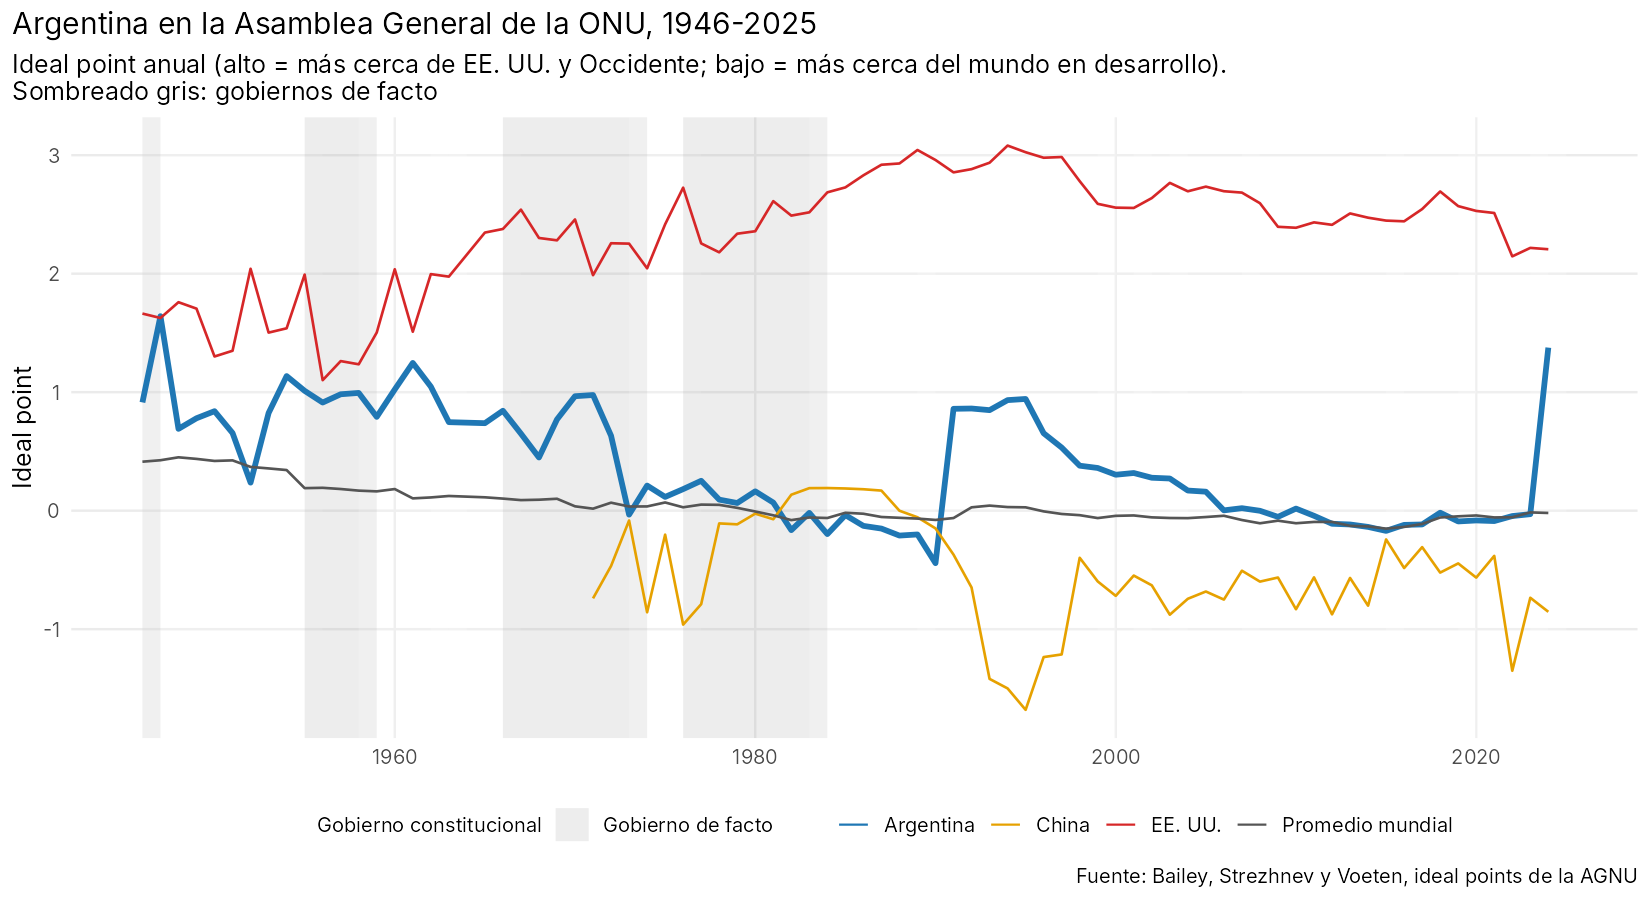 Argentina en la Asamblea General de la ONU, 1946-2025
Ideal point anual (alto = más cerca de EE. UU. y Occidente; bajo = más cerca del mundo en desarrollo).
Sombreado gris: gobiernos de facto
Ideal point
3
2
1
0
-1
1960
1980
2000
2020
Gobierno constitucional
Gobierno de facto
Argentina
China
EE. UU.
Promedio mundial
Fuente: Bailey, Strezhnev y Voeten, ideal points de la AGNU